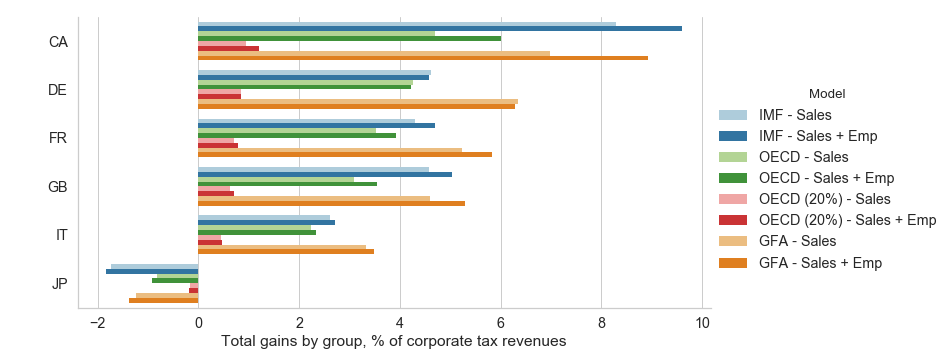 CA
DE
FR
GB
IT
JP
−2 0 2 4 6 8 10
Total gains by group, % of corporate tax revenues
Model
IMF - Sales
IMF - Sales + Emp
OECD - Sales
OECD - Sales + Emp
OECD (20%) - Sales
OECD (20%) - Sales + Emp
GFA - Sales
GFA - Sales + Emp